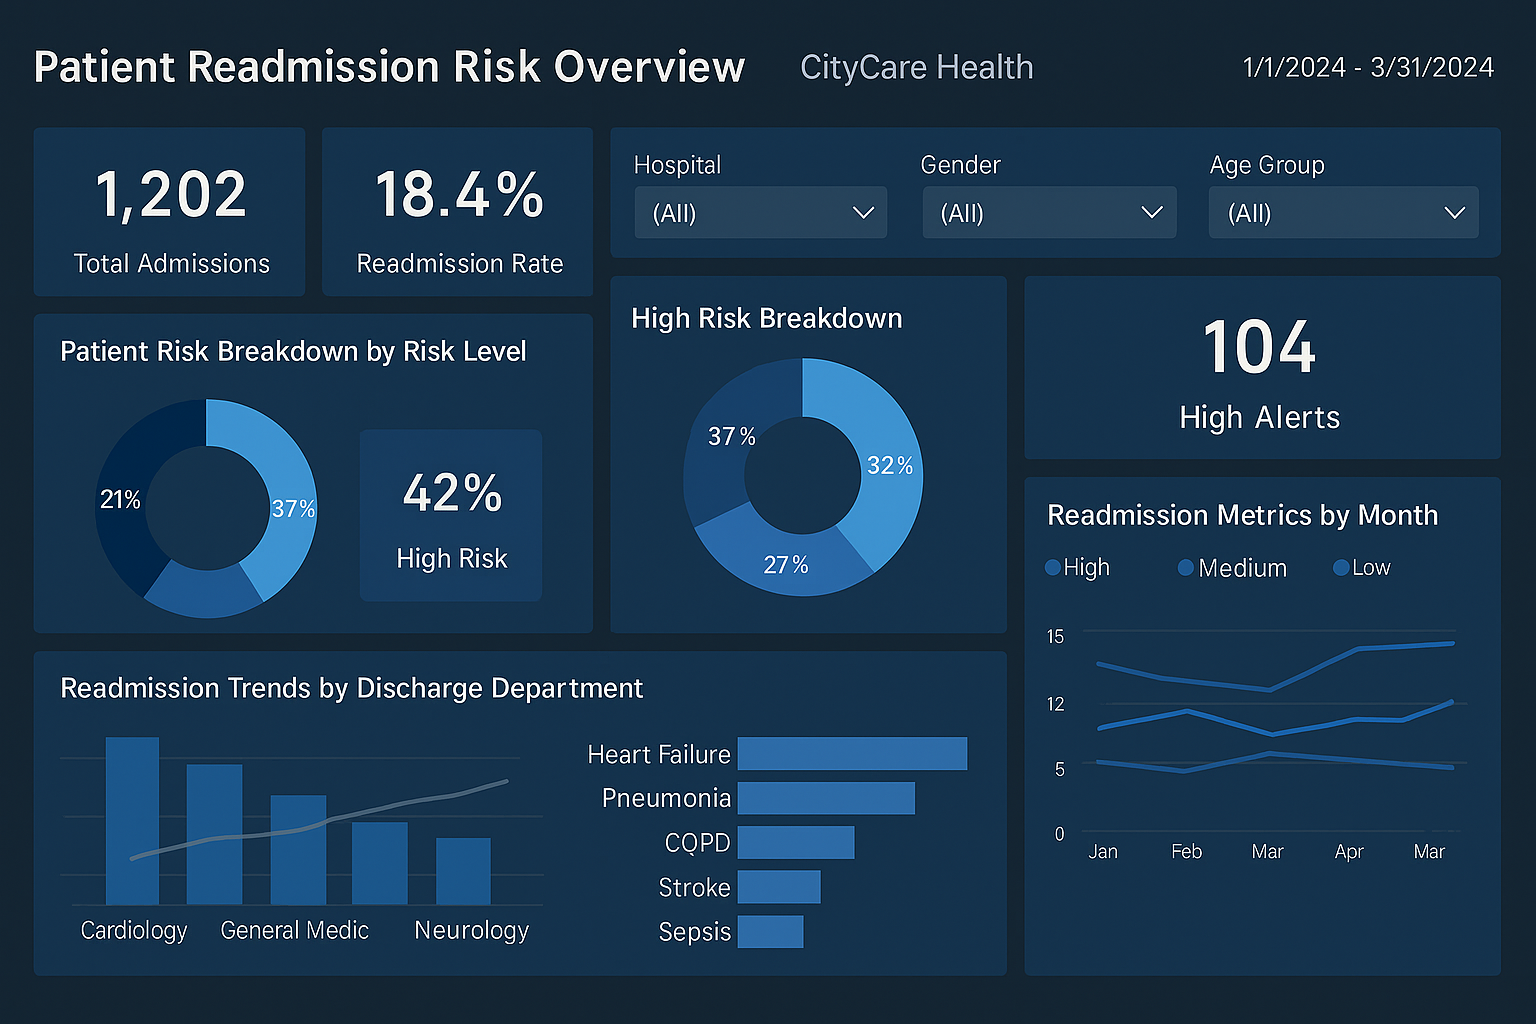 Patient Readmission Risk Overview
CityCare Health
1/1/2024 - 3/31/2024
1,202
Total Admissions
18.4%
Readmission Rate
Hospital
(All)
Gender
(All)
Age Group
(All)
Patient Risk Breakdown by Risk Level
21%
37%
42%
High Risk
High Risk Breakdown
37%
32%
27%
104
High Alerts
Readmission Metrics by Month
High
Medium
Low
15
12
5
0
Jan
Feb
Mar
Apr
Mar
Readmission Trends by Discharge Department
Cardiology
General Medic
Neurology
Heart Failure
Pneumonia
CQPD
Stroke
Sepsis